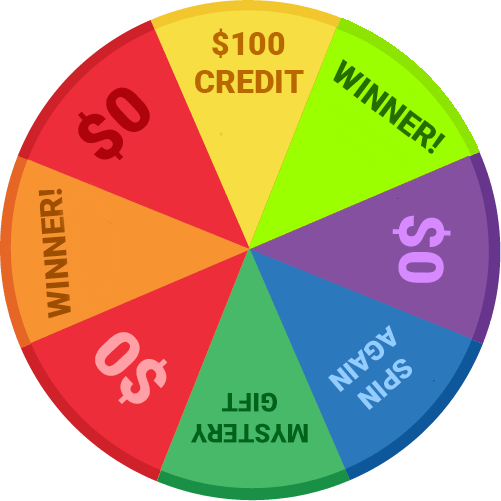 $100
CREDIT
WINNER!
$0
SPIN
AGAIN
MYSTERY
GIFT
$0
WINNER!
$0